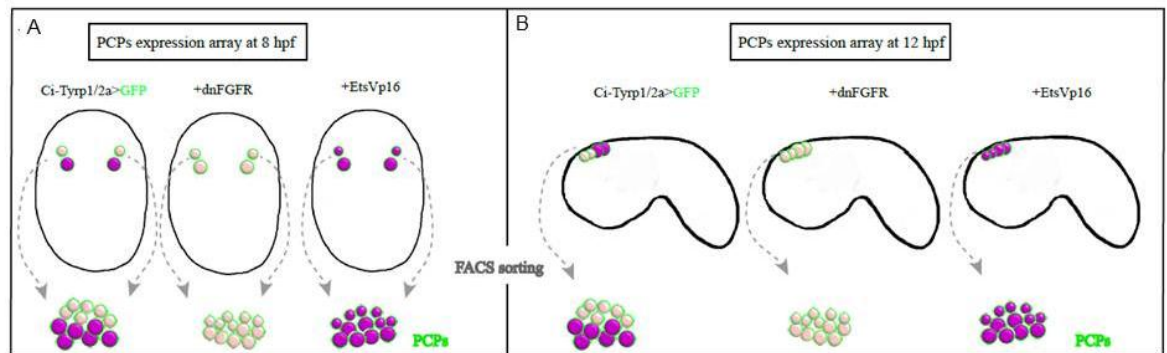 A
PCPs expression array at 8 hpf
Ci-Tyrp1/2a>GFP
+dnFGFR
+EtsVp16
PCPs
B
PCPs expression array at 12 hpf
Ci-Tyrp1/2a>GFP
+dnFGFR
+EtsVp16
FACS sorting
PCPs